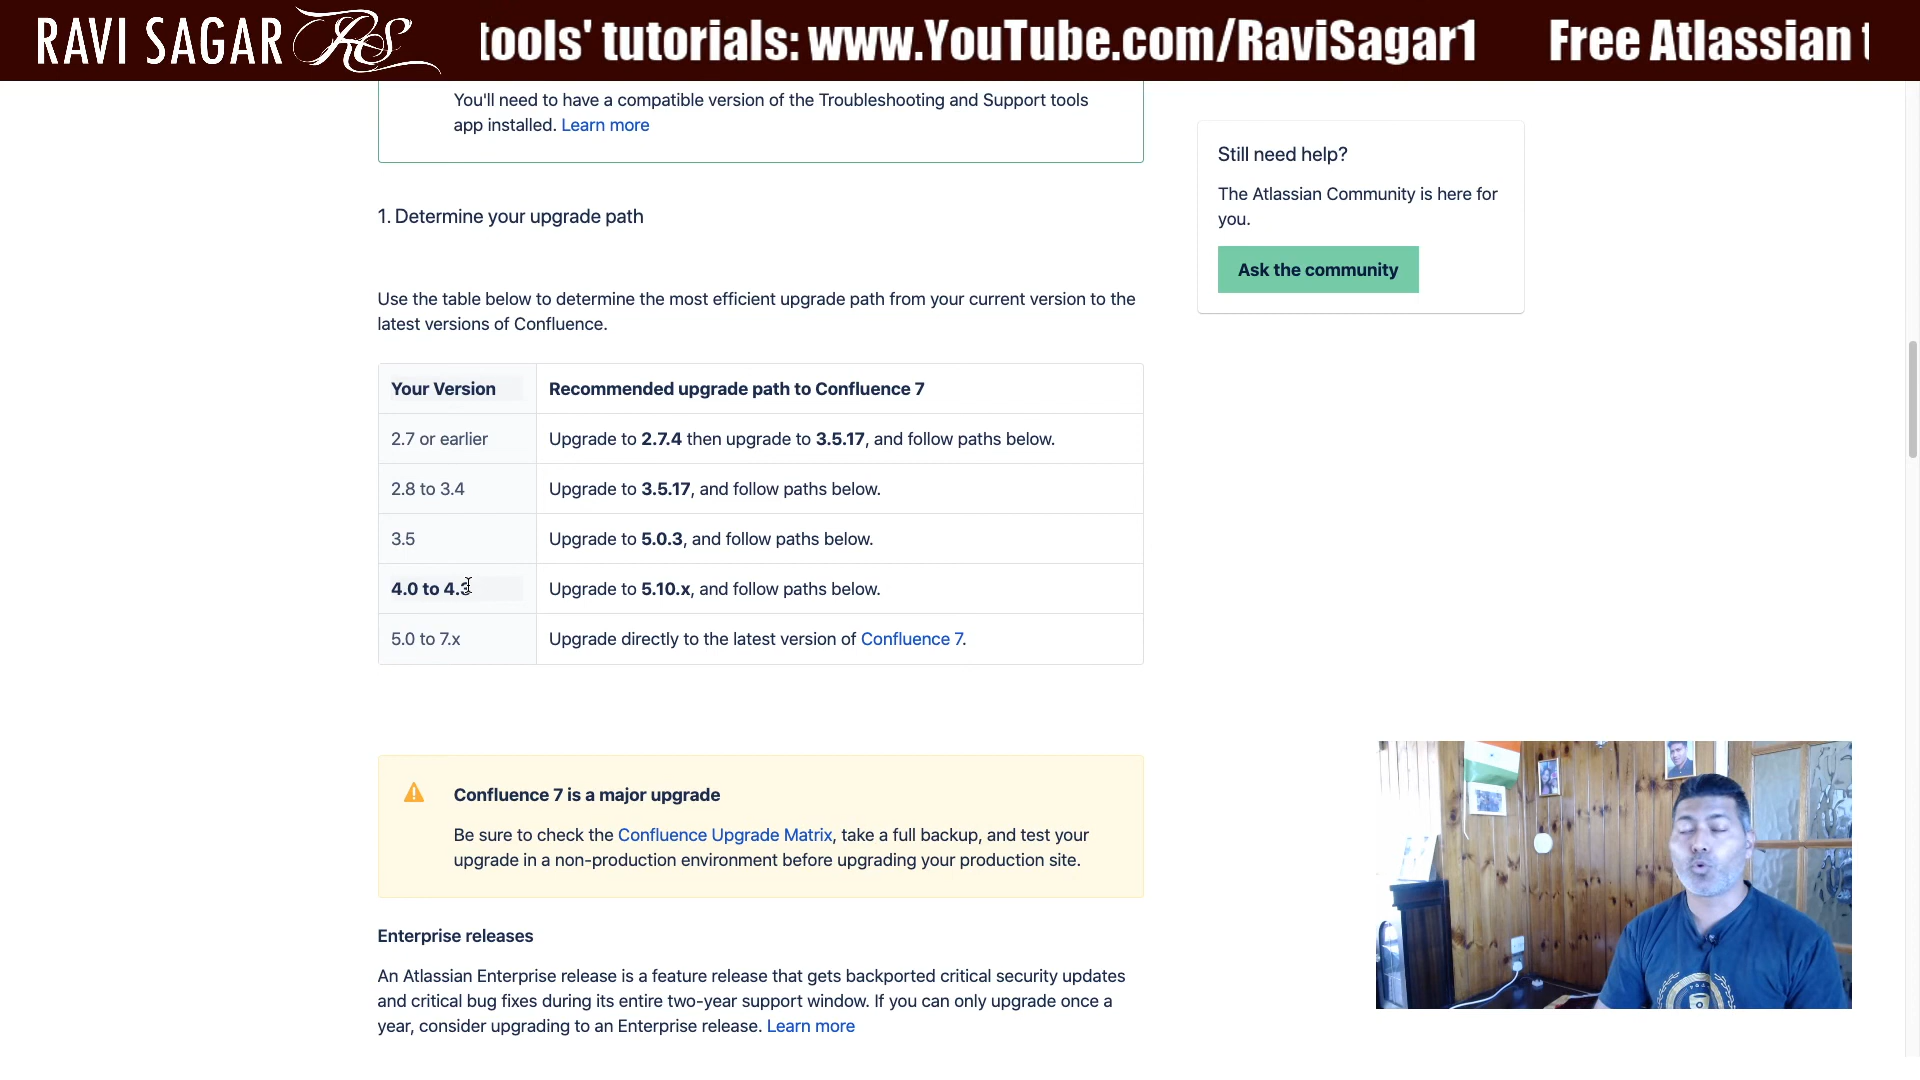 RAVI SAGAR RS
tools' tutorials: www.YouTube.com/RaviSagar1 Free Atlassian t
You'll need to have a compatible version of the Troubleshooting and Support tools
app installed. Learn more
1. Determine your upgrade path
Use the table below to determine the most efficient upgrade path from your current version to the
latest versions of Confluence.
Your Version Recommended upgrade path to Confluence 7
2.7 or earlier Upgrade to 2.7.4 then upgrade to 3.5.17, and follow paths below.
2.8 to 3.4 Upgrade to 3.5.17, and follow paths below.
3.5 Upgrade to 5.0.3, and follow paths below.
4.0 to 4.3 Upgrade to 5.10.x, and follow paths below.
5.0 to 7.x Upgrade directly to the latest version of Confluence 7.
Confluence 7 is a major upgrade
Be sure to check the Confluence Upgrade Matrix, take a full backup, and test your
upgrade in a non-production environment before upgrading your production site.
Enterprise releases
An Atlassian Enterprise release is a feature release that gets backported critical security updates
and critical bug fixes during its entire two-year support window. If you can only upgrade once a
year, consider upgrading to an Enterprise release. Learn more
Still need help?
The Atlassian Community is here for
you.
Ask the community